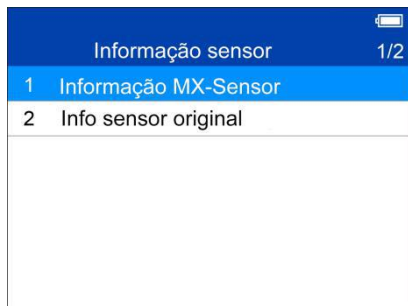 Informação sensor 1/2
1 Informação MX-Sensor
2 Info sensor original